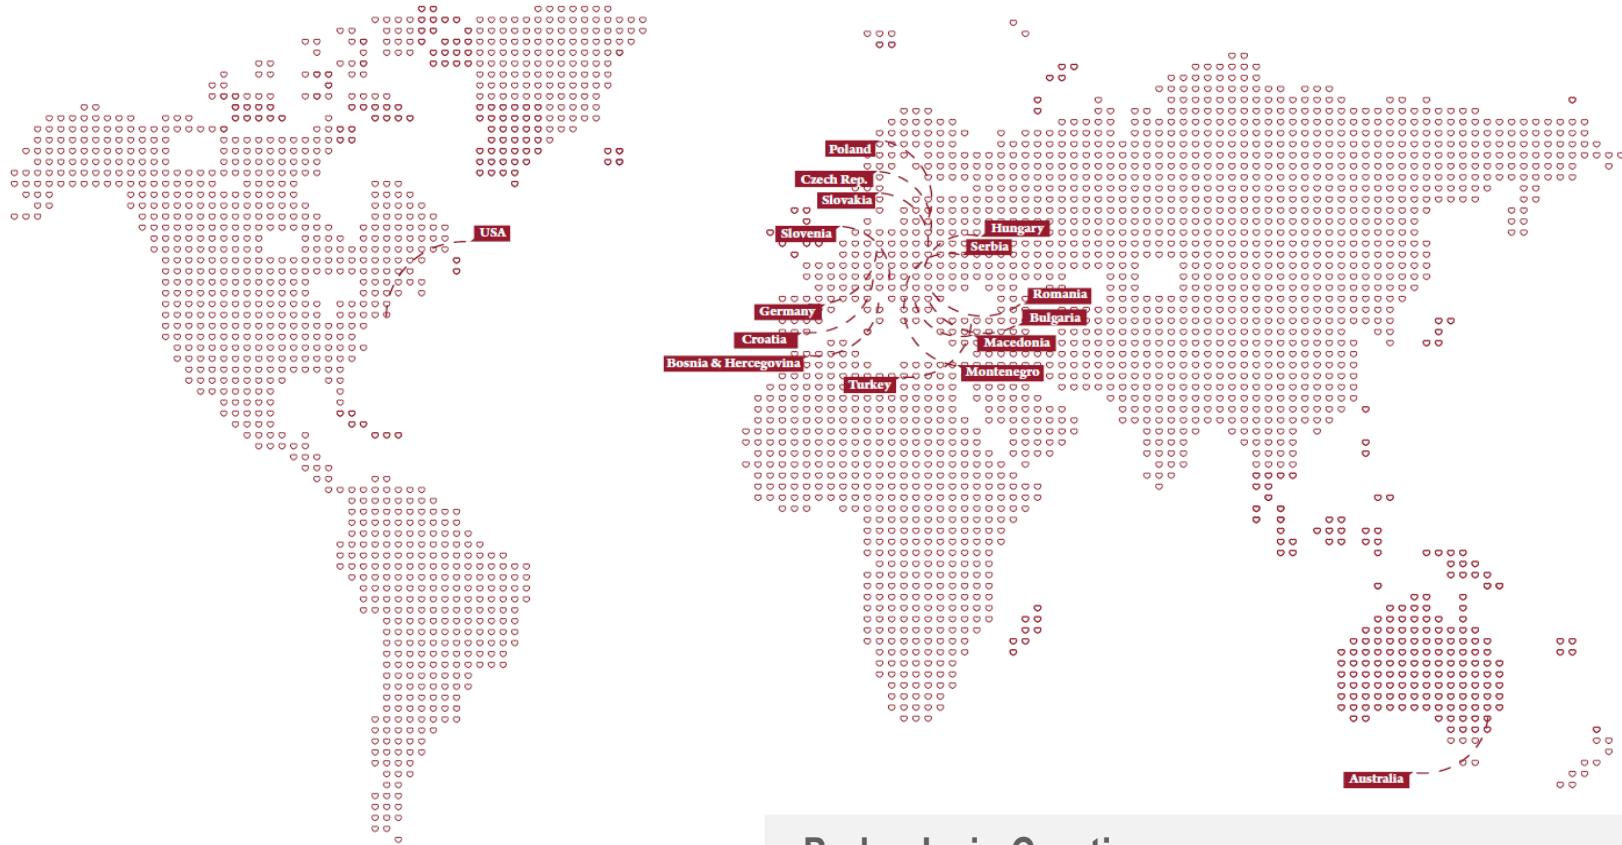 Poland
Czech Rep.
Slovakia
Slovenia
USA
Hungary
Serbia
Germany
Romania
Bulgaria
Croatia
Macedonia
Bosnia & Hercegovina
Montenegro
Turkey
Australia